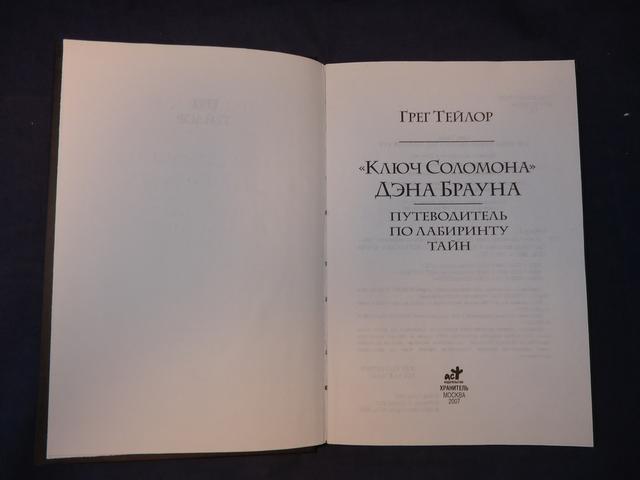 ГРЕГ ТЕЙЛОР
«КЛЮЧ СОЛОМОНА»
ДЭНА БРАУНА
ПУТЕВОДИТЕЛЬ
ПО ЛАБИРИНТУ
ТАЙН
аст
издательство
ХРАНИТЕЛЬ
МОСКВА
2007